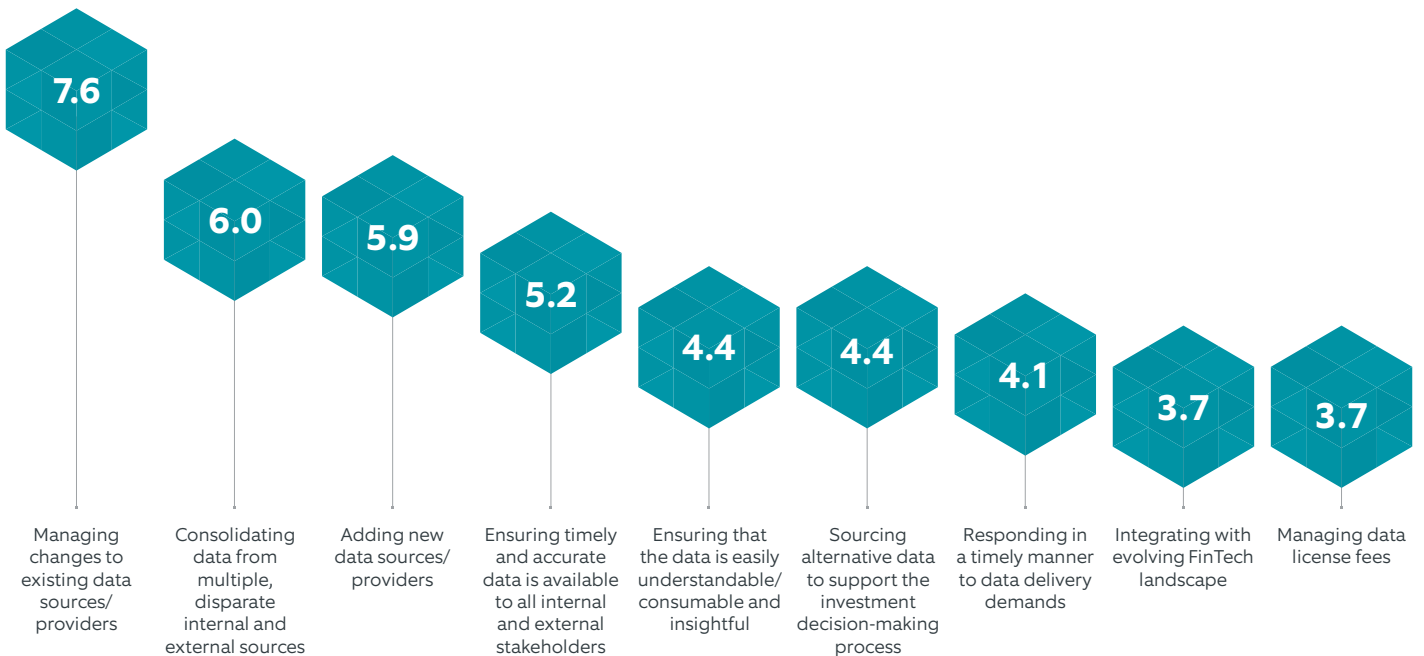 7.6
6.0
5.9
5.2
4.4
4.4
4.1
3.7
3.7
Managing
changes to
existing data
sources/
providers
Consolidating
data from
multiple,
disparate
internal and
external sources
Adding new
data sources/
providers
Ensuring timely
and accurate
data is available
to all internal
and external
stakeholders
Ensuring that
the data is easily
understandable/
consumable and
insightful
Sourcing
alternative data
to support the
investment
decision-making
process
Responding in
a timely manner
to data delivery
demands
Integrating with
evolving FinTech
landscape
Managing data
license fees